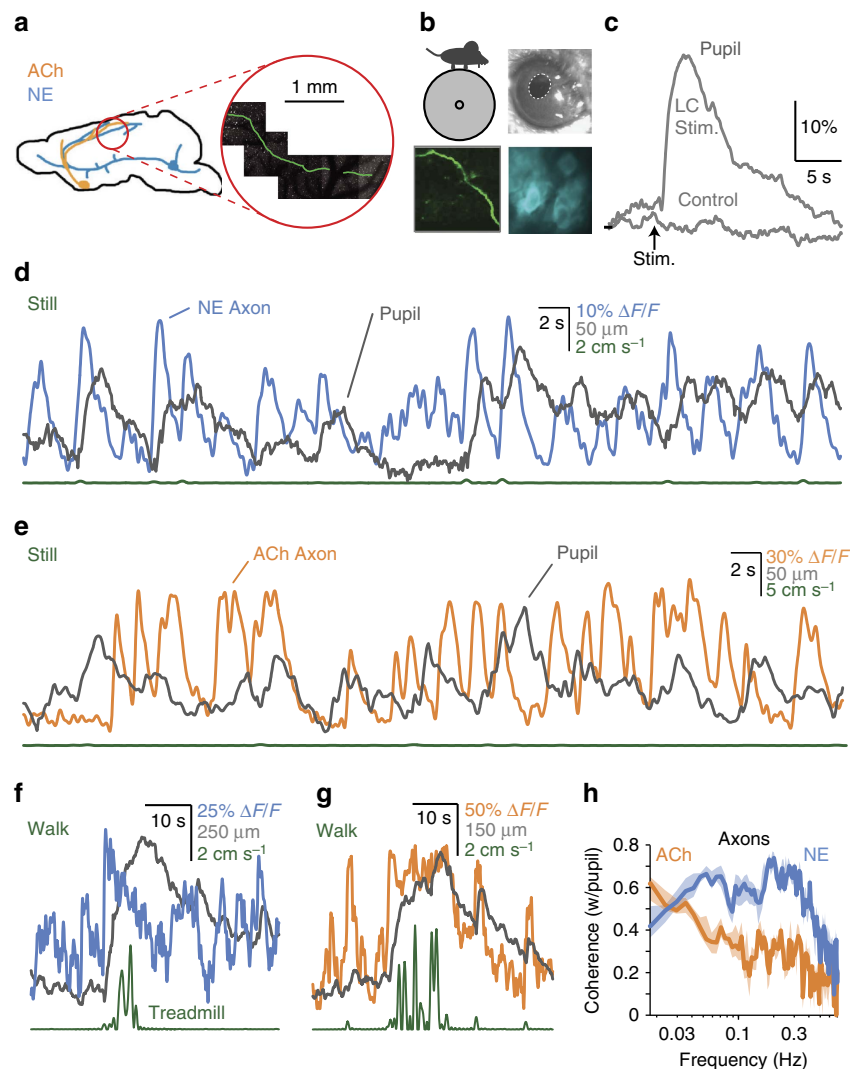 a
ACh
NE
1 mm
b
c
Pupil
LC
Stim.
Control
Stim.
10%
5 s
d
Still
NE Axon
Pupil
2 s
10% ΔF/F
50 µm
2 cm s⁻¹
e
Still
ACh Axon
Pupil
2 s
30% ΔF/F
50 µm
5 cm s⁻¹
f
Walk
10 s
25% ΔF/F
250 µm
2 cm s⁻¹
Treadmill
g
Walk
10 s
50% ΔF/F
150 µm
2 cm s⁻¹
h
Axons
ACh
NE
Coherence (w/pupil)
0.8
0.6
0.4
0.2
0
0.03
0.1
0.3
Frequency (Hz)